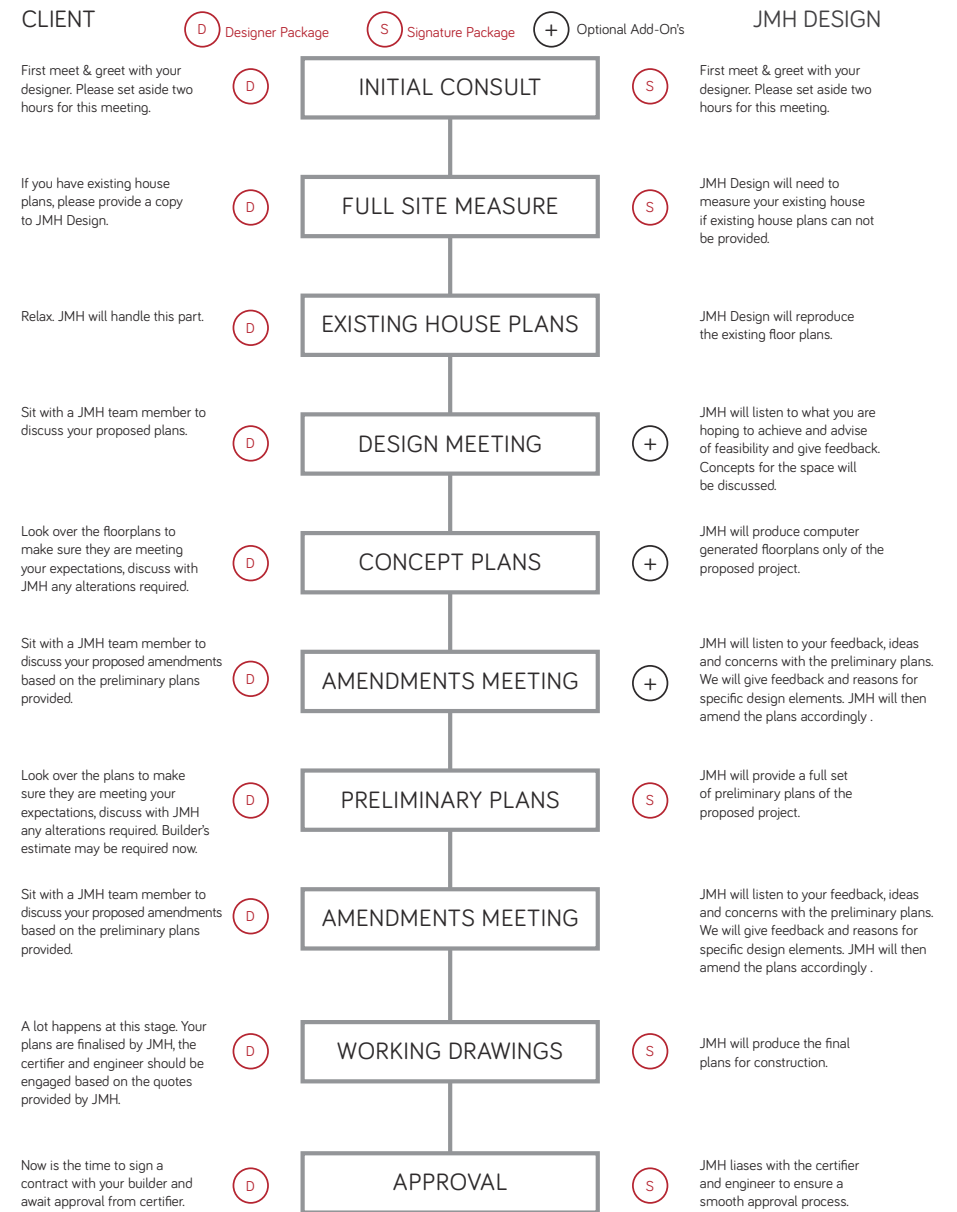 CLIENT
D Designer Package
S Signature Package
+ Optional Add-On's
JMH DESIGN
First meet & greet with your
designer. Please set aside two
hours for this meeting.
D
INITIAL CONSULT
S
First meet & greet with your
designer. Please set aside two
hours for this meeting.
If you have existing house
plans, please provide a copy
to JMH Design.
D
FULL SITE MEASURE
S
JMH Design will need to
measure your existing house
if existing house plans can not
be provided.
Relax. JMH will handle this part.
D
EXISTING HOUSE PLANS
JMH Design will reproduce
the existing floor plans.
Sit with a JMH team member to
discuss your proposed plans.
D
DESIGN MEETING
+
JMH will listen to what you are
hoping to achieve and advise
of feasibility and give feedback.
Concepts for the space will
be discussed.
Look over the floorplans to
make sure they are meeting
your expectations, discuss with
JMH any alterations required.
D
CONCEPT PLANS
+
JMH will produce computer
generated floorplans only of the
proposed project.
Sit with a JMH team member to
discuss your proposed amendments
based on the preliminary plans
provided.
D
AMENDMENTS MEETING
+
JMH will listen to your feedback, ideas
and concerns with the preliminary plans.
We will give feedback and reasons for
specific design elements. JMH will then
amend the plans accordingly .
Look over the plans to make
sure they are meeting your
expectations, discuss with JMH
any alterations required. Builder's
estimate may be required now.
D
PRELIMINARY PLANS
S
JMH will provide a full set
of preliminary plans of the
proposed project.
Sit with a JMH team member to
discuss your proposed amendments
based on the preliminary plans
provided.
D
AMENDMENTS MEETING
JMH will listen to your feedback, ideas
and concerns with the preliminary plans.
We will give feedback and reasons for
specific design elements. JMH will then
amend the plans accordingly .
A lot happens at this stage. Your
plans are finalised by JMH, the
certifier and engineer should be
engaged based on the quotes
provided by JMH.
D
WORKING DRAWINGS
S
JMH will produce the final
plans for construction.
Now is the time to sign a
contract with your builder and
await approval from certifier.
D
APPROVAL
S
JMH liases with the certifier
and engineer to ensure a
smooth approval process.